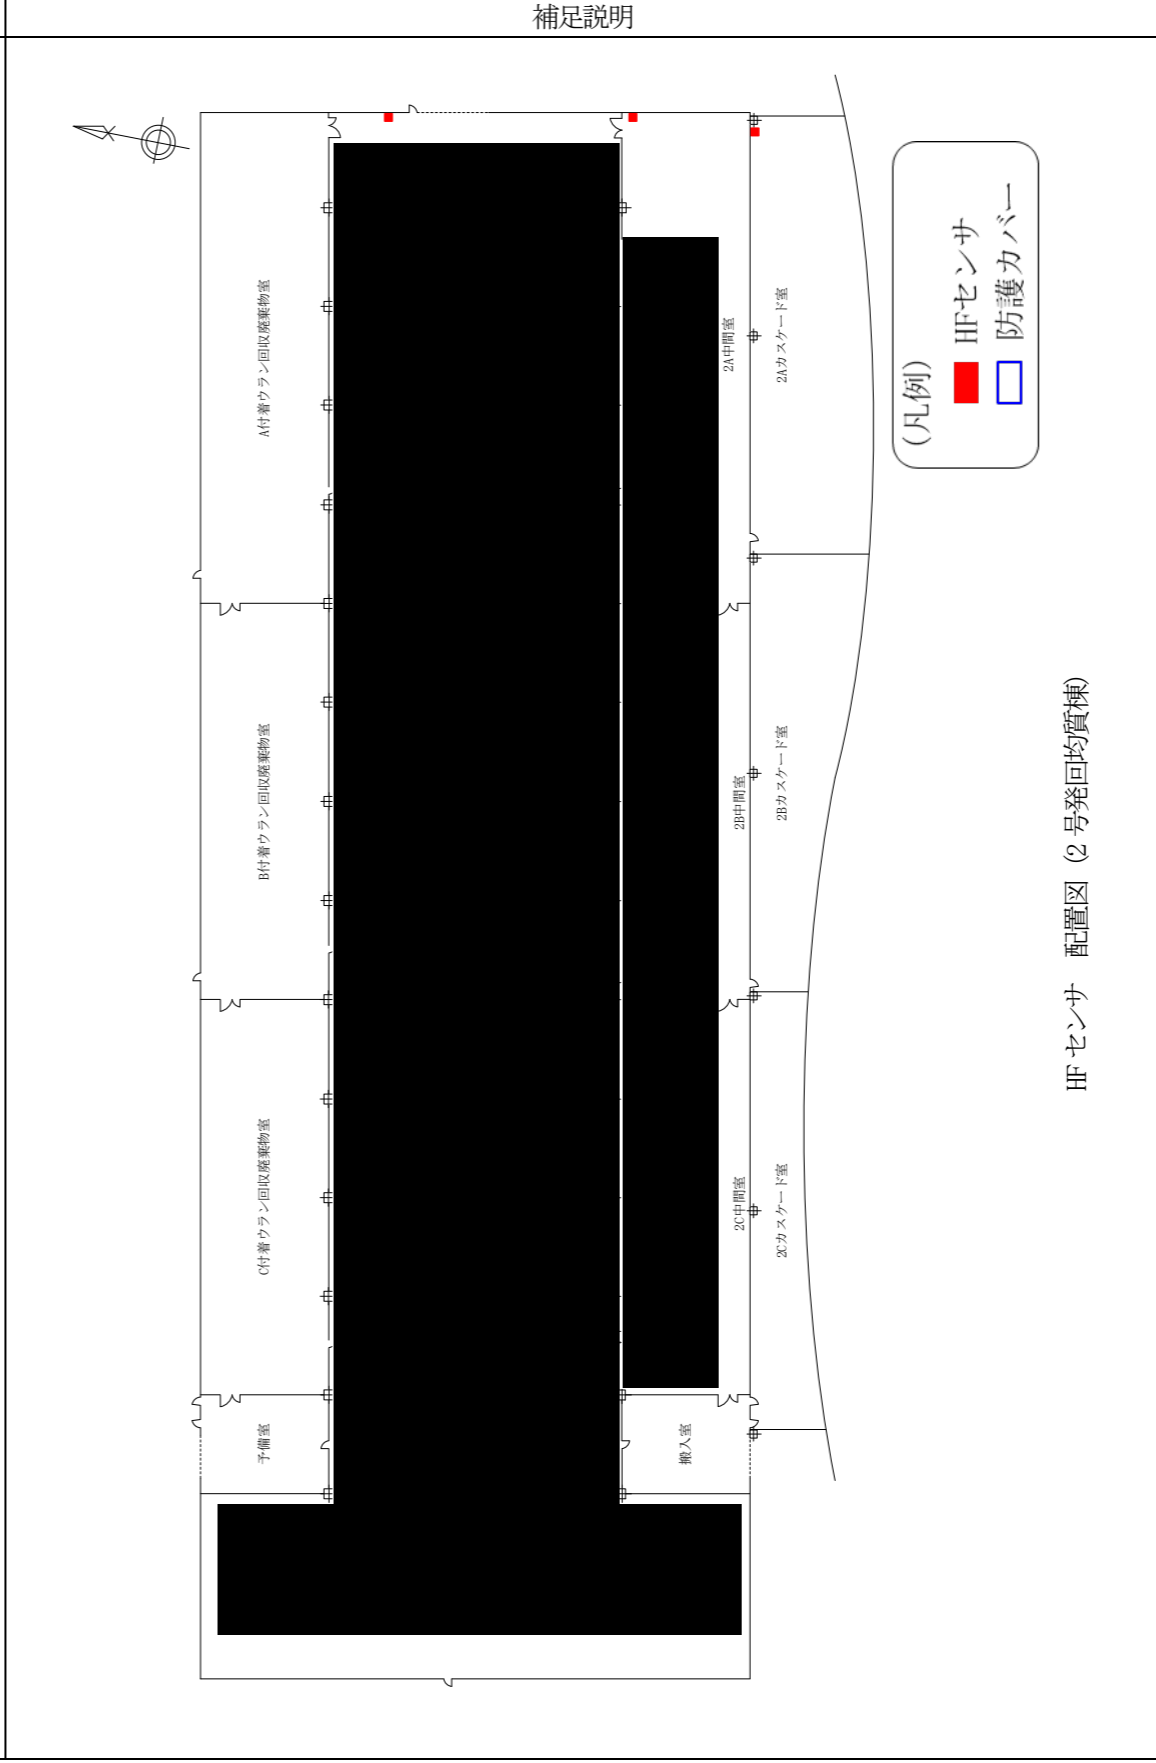 補足説明
A付着ウラン回収廃棄物室
B付着ウラン回収廃棄物室
C付着ウラン回収廃棄物室
予備室
2A中間室
2B中間室
2C中間室
搬入室
2Aカスケード室
2Bカスケード室
2Cカスケード室
(凡例)
HFセンサ
防護カバー
HF センサ　配置図（2 号発回均質棟）